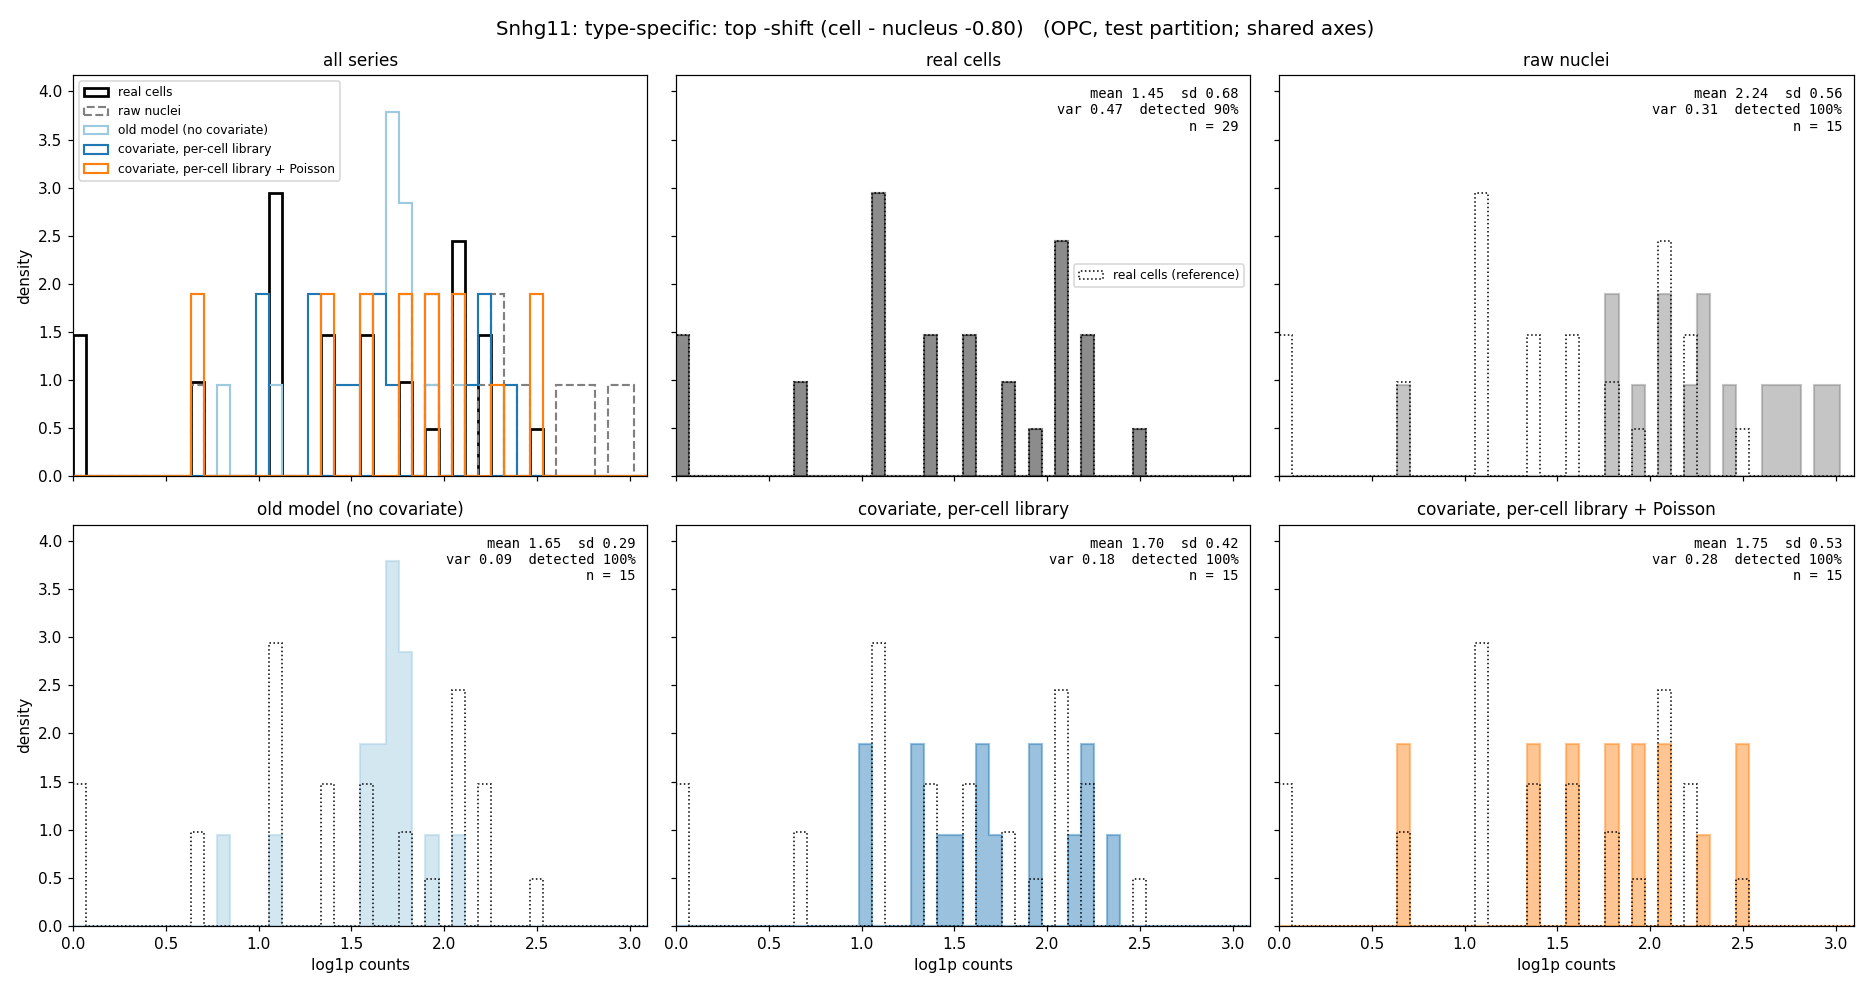 Snhg11: type-specific: top -shift (cell - nucleus -0.80)   (OPC, test partition; shared axes)
all series
real cells
raw nuclei
old model (no covariate)
covariate, per-cell library
covariate, per-cell library + Poisson
density
4.0
3.5
3.0
2.5
2.0
1.5
1.0
0.5
0.0
real cells
mean 1.45  sd 0.68
var 0.47  detected 90%
n = 29
real cells (reference)
raw nuclei
mean 2.24  sd 0.56
var 0.31  detected 100%
n = 15
old model (no covariate)
mean 1.65  sd 0.29
var 0.09  detected 100%
n = 15
density
4.0
3.5
3.0
2.5
2.0
1.5
1.0
0.5
0.0
0.0 0.5 1.0 1.5 2.0 2.5 3.0
log1p counts
covariate, per-cell library
mean 1.70  sd 0.42
var 0.18  detected 100%
n = 15
0.0 0.5 1.0 1.5 2.0 2.5 3.0
log1p counts
covariate, per-cell library + Poisson
mean 1.75  sd 0.53
var 0.28  detected 100%
n = 15
0.0 0.5 1.0 1.5 2.0 2.5 3.0
log1p counts